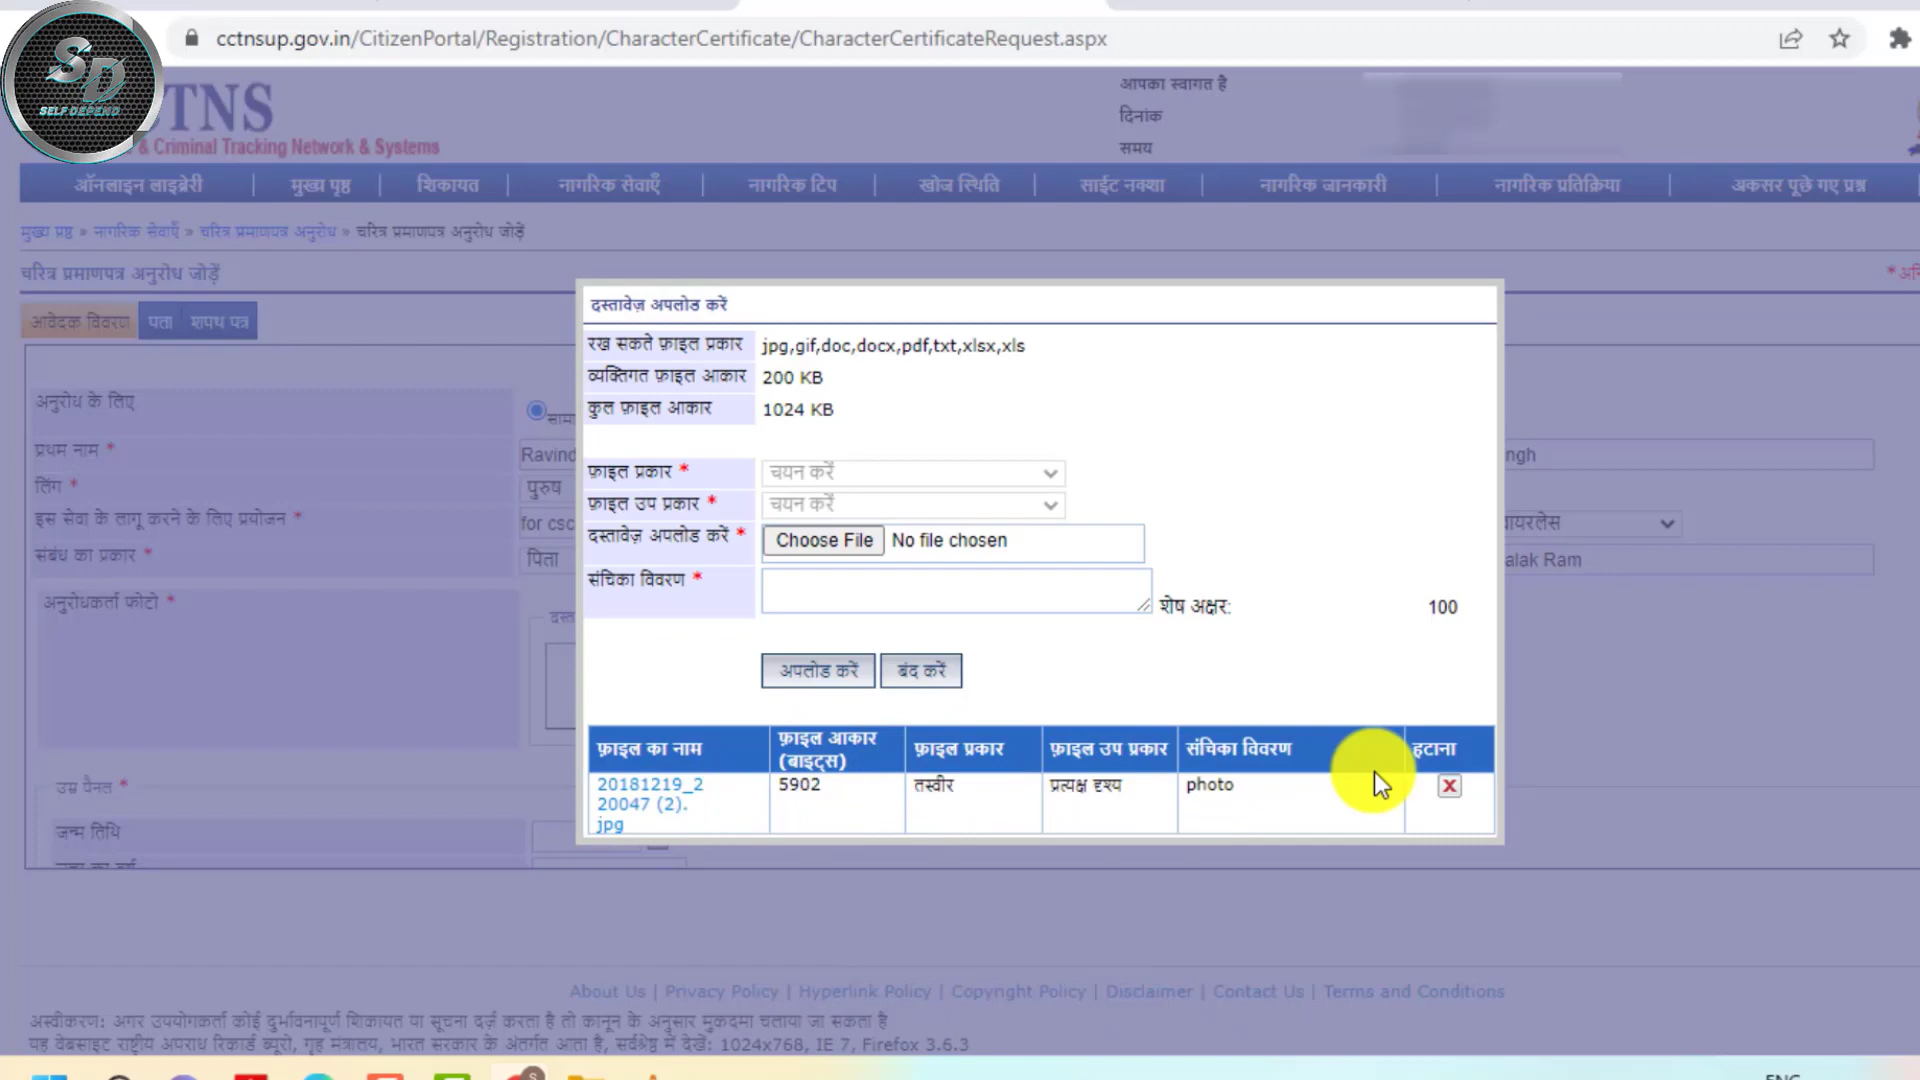 cctnsup.gov.in/CitizenPortal/Registration/CharacterCertificate/CharacterCertificateRequest.aspx
SD
SELF DEPEND
CTNS
& Criminal Tracking Network & Systems
आपका स्वागत है
दिनांक
समय
ऑनलाइन लाइब्रेरी | मुख्य पृष्ठ | शिकायत | नागरिक सेवाएँ | नागरिक टिप | खोज स्थिति | साईट नक्शा | नागरिक जानकारी | नागरिक प्रतिक्रिया | अकसर पूछे गए प्रश्न
मुख्य प्रष्ठ » नागरिक सेवाएँ » चरित्र प्रमाणपत्र अनुरोध » चरित्र प्रमाणपत्र अनुरोध जोड़ें
चरित्र प्रमाणपत्र अनुरोध जोड़ें
आवेदक विवरण पता शपथ पत्र
दस्तावेज़ अपलोड करें
रख सकते फ़ाइल प्रकार jpg,gif,doc,docx,pdf,txt,xlsx,xls
व्यक्तिगत फ़ाइल आकार 200 KB
कुल फ़ाइल आकार 1024 KB
फ़ाइल प्रकार * चयन करें
फ़ाइल उप प्रकार * चयन करें
दस्तावेज़ अपलोड करें * Choose File No file chosen
संचिका विवरण * शेष अक्षर: 100
अपलोड करें बंद करें
फ़ाइल का नाम फ़ाइल आकार (बाइट्स) फ़ाइल प्रकार फ़ाइल उप प्रकार संचिका विवरण हटाना
20181219_2 5902 तस्वीर प्रत्यक्ष दृश्य photo X
20047 (2).
jpg
अनुरोध के लिए
प्रथम नाम * Ravind ngh
लिंग * पुरुष
इस सेवा के लागू करने के लिए प्रयोजन * for csc ायरलेस
संबंध का प्रकार * पिता alak Ram
अनुरोधकर्ता फोटो *
दस्त
उम्र पैनल *
जन्म तिथि
About Us | Privacy Policy | Hyperlink Policy | Copyright Policy | Disclaimer | Contact Us | Terms and Conditions
अस्वीकरण: अगर उपयोगकर्ता कोई दुर्भावनापूर्ण शिकायत या सूचना दर्ज़ करता है तो कानून के अनुसार मुकदमा चलाया जा सकता है
यह वेबसाइट राष्ट्रीय अपराध रिकार्ड ब्यूरो, गृह मंत्रालय, भारत सरकार के अंतर्गत आता है, सर्वश्रेष्ठ में देखें: 1024x768, IE 7, Firefox 3.6.3
ENG